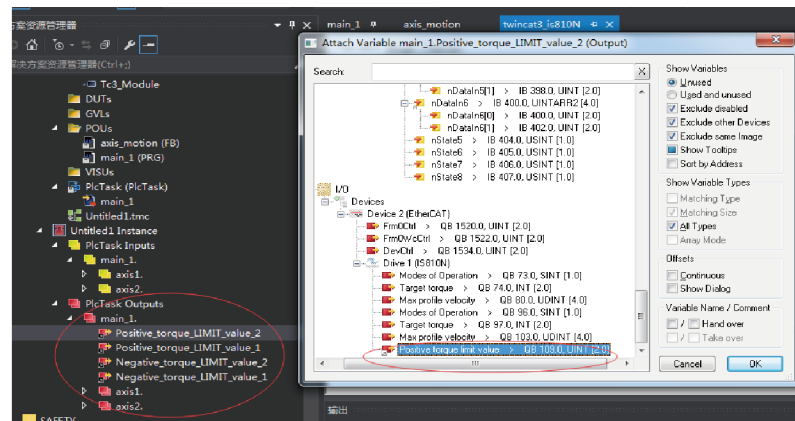 方案资源管理器
main_1
axis_motion
twincat3_is810N
Attach Variable main_1.Positive_torque_LIMIT_value_2 (Output)
解决方案资源管理器(Ctrl+;)
Tc3_Module
DUTs
GVLs
POUs
axis_motion (FB)
main_1 (PRG)
VISUs
PlcTask (PlcTask)
main_1
Untitled1.tmc
Untitled1 Instance
PlcTask Inputs
main_1.
axis1.
axis2.
PlcTask Outputs
main_1.
Positive_torque_LIMIT_value_2
Positive_torque_LIMIT_value_1
Negative_torque_LIMIT_value_2
Negative_torque_LIMIT_value_1
axis1.
axis2.
SAFETY
Search:
nDataIn5[1] > IB 398.0, UINT [2.0]
nDataIn6 > IB 400.0, UINTARR2 [4.0]
nDataIn6[0] > IB 400.0, UINT [2.0]
nDataIn6[1] > IB 402.0, UINT [2.0]
nState5 > IB 404.0, USINT [1.0]
nState6 > IB 405.0, USINT [1.0]
nState7 > IB 406.0, USINT [1.0]
nState8 > IB 407.0, USINT [1.0]
I/O
Devices
Device 2 (EtherCAT)
Frm0Ctrl > QB 1520.0, UINT [2.0]
Frm0WcCtrl > QB 1522.0, UINT [2.0]
DevCtrl > QB 1534.0, UINT [2.0]
Drive 1 (IS810N)
Modes of Operation > QB 73.0, SINT [1.0]
Target torque > QB 74.0, INT [2.0]
Max profile velocity > QB 80.0, UDINT [4.0]
Modes of Operation > QB 96.0, SINT [1.0]
Target torque > QB 97.0, INT [2.0]
Max profile velocity > QB 103.0, UDINT [4.0]
Positive torque limit value > QB 109.0, UINT [2.0]
Show Variables
Unused
Used and unused
Exclude disabled
Exclude other Devices
Exclude same Image
Show Tooltips
Sort by Address
Show Variable Types
Matching Type
Matching Size
All Types
Array Mode
Offsets
Continuous
Show Dialog
Variable Name / Comment
/ Hand over
/ Take over
Cancel
OK
输出